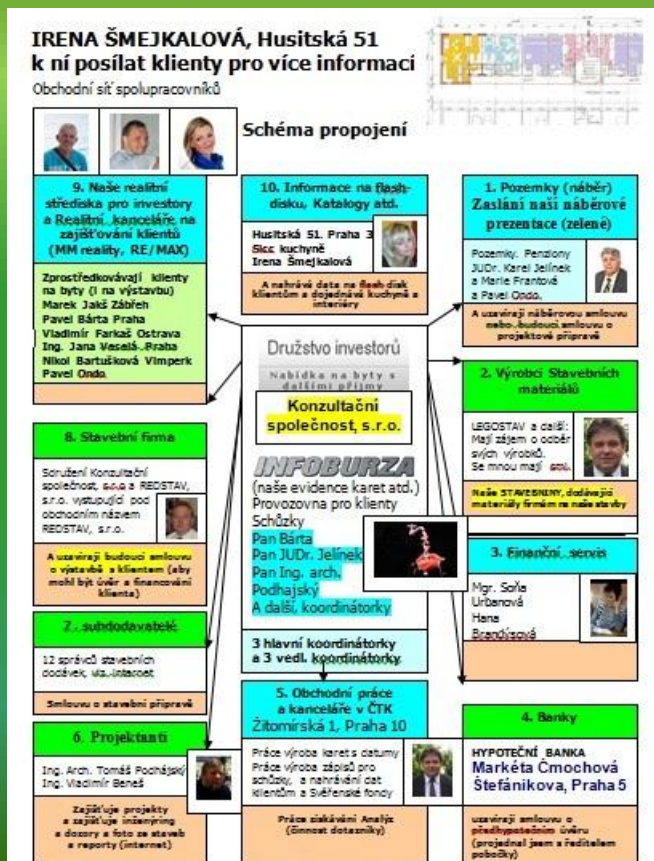 IRENA ŠMEJKALOVÁ, Husitská 51
k ní posílat klienty pro více informací
Obchodní síť spolupracovníků
Schéma propojení
9. Naše realitní
střediska pro investory
a Realitní kanceláře na
zajišťování klientů
(MM reality, RE/MAX)
Zprostředkovávají klienty
na byty (i na výstavbu)
Marek Jakš Zábřeh
Pavel Bárta Praha
Vladimír Farkaš Ostrava
Ing. Jana Veselá Praha
Nikol Bartušková Vimperk
Pavel Ondo.
10. Informace na flash-
disku, Katalogy atd.
Husitská 51. Praha 3
Sicc kuchyně
Irena Šmejkalová
A nahrává data na flash disk
klientům a dojednává kuchyně a
interiéry
1. Pozemky (náběr)
Zaslání naší náběrové
prezentace (zelené)
Pozemky. Penziony
JUDr. Karel Jelínek
a Marie Frantová
a Pavel Ondo.
A uzavírají náběrovou smlouvu
nebo budoucí smlouvu o
projektové přípravě
Družstvo investorů
Nabídka na byty s
dalšími příjmy
Konzultační
společnost, s.r.o.
INFOBURZA
(naše evidence karet atd.)
Provozovna pro klienty
Schůzky
Pan Bárta
Pan JUDr. Jelínek
Pan Ing. arch.
Podhajský
A další, koordinátorky
3 hlavní koordinátorky
a 3 vedl. koordinátorky
2. Výrobci Stavebních
materiálů
LEGOSTAV a další:
Mají zájem o odběr
svých výrobků.
Se mnou mají sml.
Naše STAVEBNINY, dodávající
materiály firmém na naše stavby
8. Stavební firma
Sdružení Konzultační
společnost, s.r.o a REDSTAV,
s.r.o. vystupující pod
obchodním názvem
REDSTAV, s.r.o.
A uzavírají budoucí smlouvu
o výstavbě s klientem (aby
mohl být úvěr a financování
klienta)
3. Finanční servis
Mgr. Soňa
Urbanová
Hana
Brandýsová
7. subdodavatelé
12 správců stavebních
dodávek, viz. internet
Smlouvu o stavební přípravě
6. Projektanti
Ing. Arch. Tomáš Podhájský
Ing. Vladimír Beneš
Zajišťuje projekty
a zajišťuje inženýring
a dozory a foto ze staveb
a reporty (internet)
5. Obchodní práce
a kanceláře v ČTK
Žitomírská 1, Praha 10
Práce výroba karet s datumy
Práce výroba zápisů pro
schůzky, a nahrávání dat
klientům a Svěřenské fondy
Práce získávání Analýz
(činnost dotazníky)
4. Banky
HYPOTEČNÍ BANKA
Markéta Čmochová
Štefánikova, Praha 5
uzavírají smlouvu o
předhypotečním úvěru
(projednal jsem s ředitelem
pobočky)